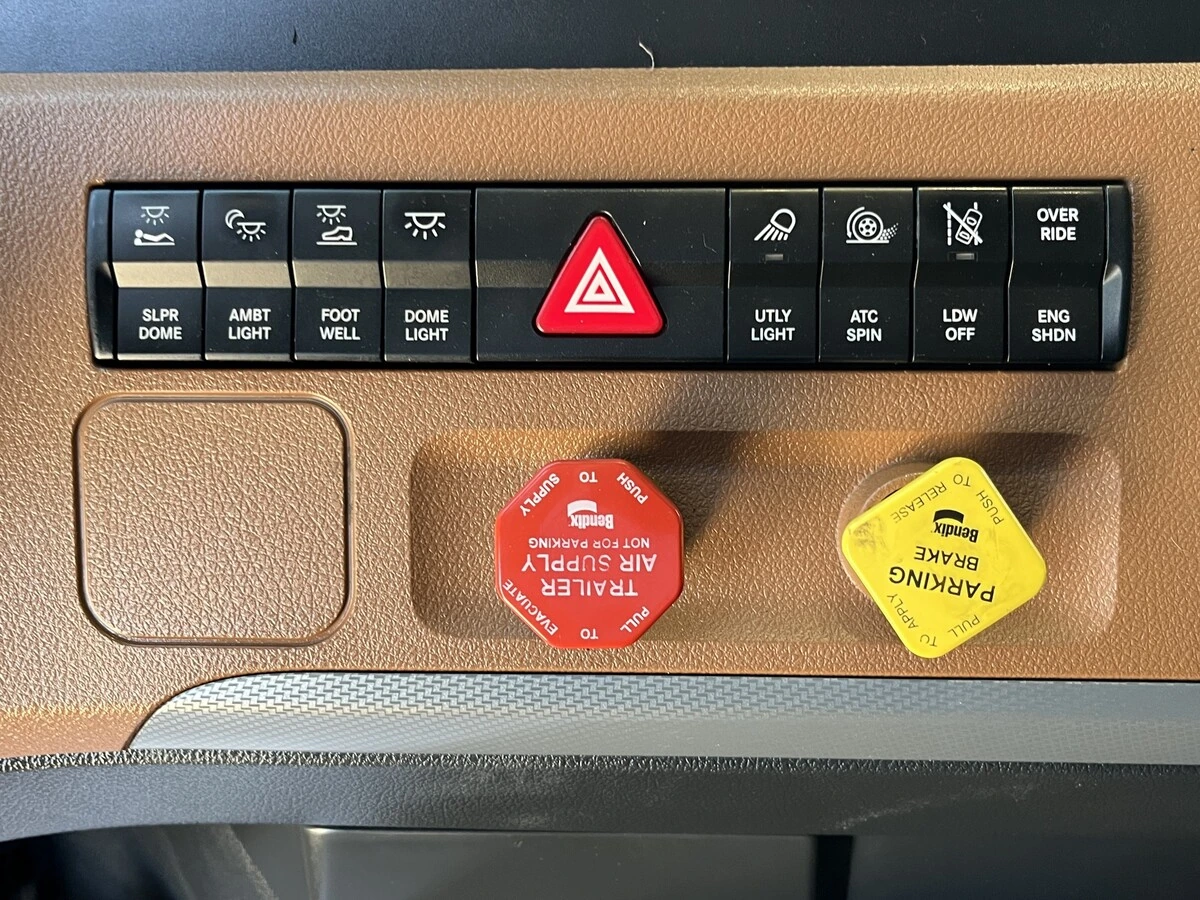 SLPR
DOME
AMBT
LIGHT
FOOT
WELL
DOME
LIGHT
UTLY
LIGHT
ATC
SPIN
LDW
OFF
OVER
RIDE
ENG
SHDN
PULL TO EVACUATE
TRAILER
AIR SUPPLY
NOT FOR PARKING
Bendix
PUSH TO SUPPLY
PULL TO APPLY
PARKING
BRAKE
Bendix
PUSH TO RELEASE